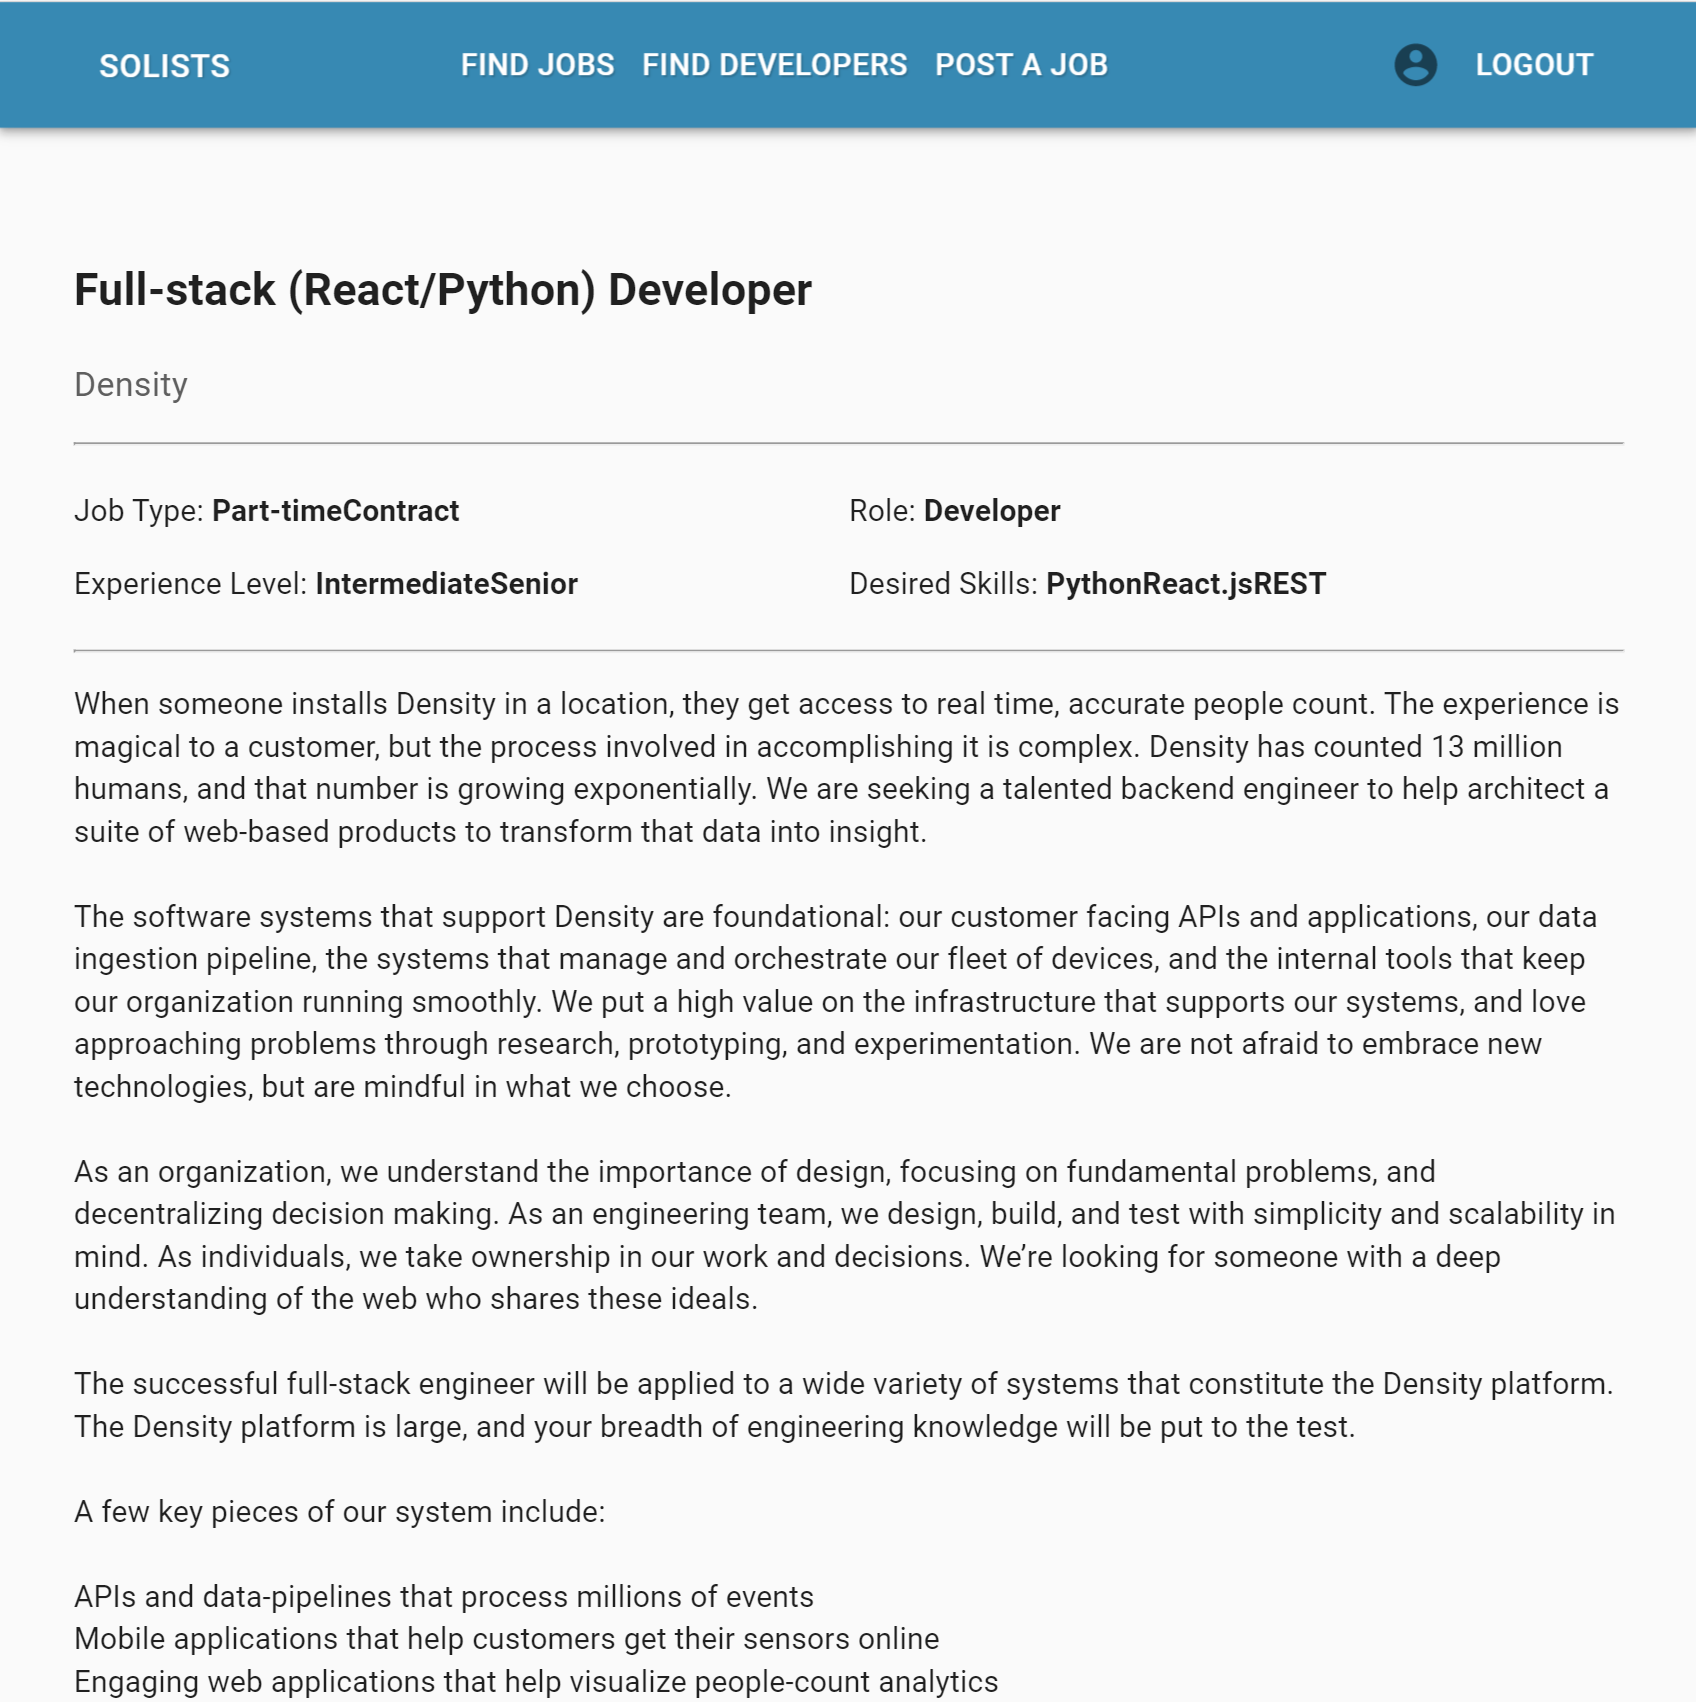 SOLISTS FIND JOBS FIND DEVELOPERS POST A JOB LOGOUT
Full-stack (React/Python) Developer
Density
Job Type: Part-timeContract Role: Developer
Experience Level: IntermediateSenior Desired Skills: PythonReact.jsREST
When someone installs Density in a location, they get access to real time, accurate people count. The experience is
magical to a customer, but the process involved in accomplishing it is complex. Density has counted 13 million
humans, and that number is growing exponentially. We are seeking a talented backend engineer to help architect a
suite of web-based products to transform that data into insight.
The software systems that support Density are foundational: our customer facing APIs and applications, our data
ingestion pipeline, the systems that manage and orchestrate our fleet of devices, and the internal tools that keep
our organization running smoothly. We put a high value on the infrastructure that supports our systems, and love
approaching problems through research, prototyping, and experimentation. We are not afraid to embrace new
technologies, but are mindful in what we choose.
As an organization, we understand the importance of design, focusing on fundamental problems, and
decentralizing decision making. As an engineering team, we design, build, and test with simplicity and scalability in
mind. As individuals, we take ownership in our work and decisions. We’re looking for someone with a deep
understanding of the web who shares these ideals.
The successful full-stack engineer will be applied to a wide variety of systems that constitute the Density platform.
The Density platform is large, and your breadth of engineering knowledge will be put to the test.
A few key pieces of our system include:
APIs and data-pipelines that process millions of events
Mobile applications that help customers get their sensors online
Engaging web applications that help visualize people-count analytics